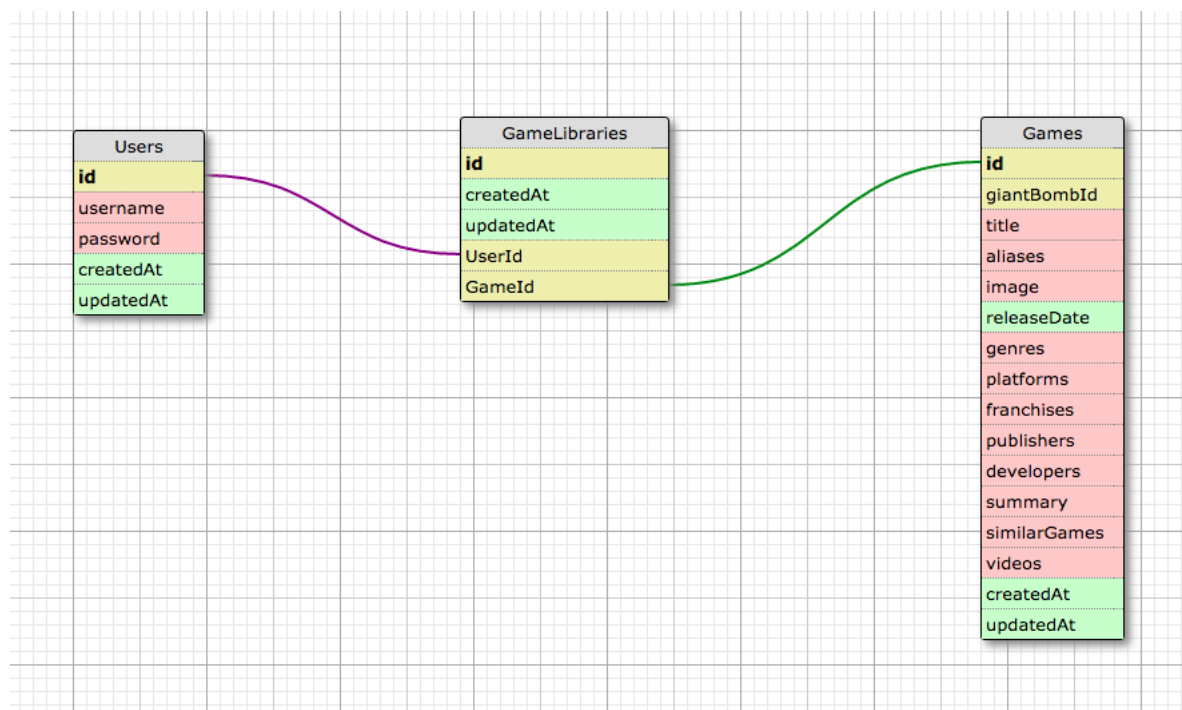 Users
id
username
password
createdAt
updatedAt
GameLibraries
id
createdAt
updatedAt
UserId
GameId
Games
id
giantBombId
title
aliases
image
releaseDate
genres
platforms
franchises
publishers
developers
summary
similarGames
videos
createdAt
updatedAt